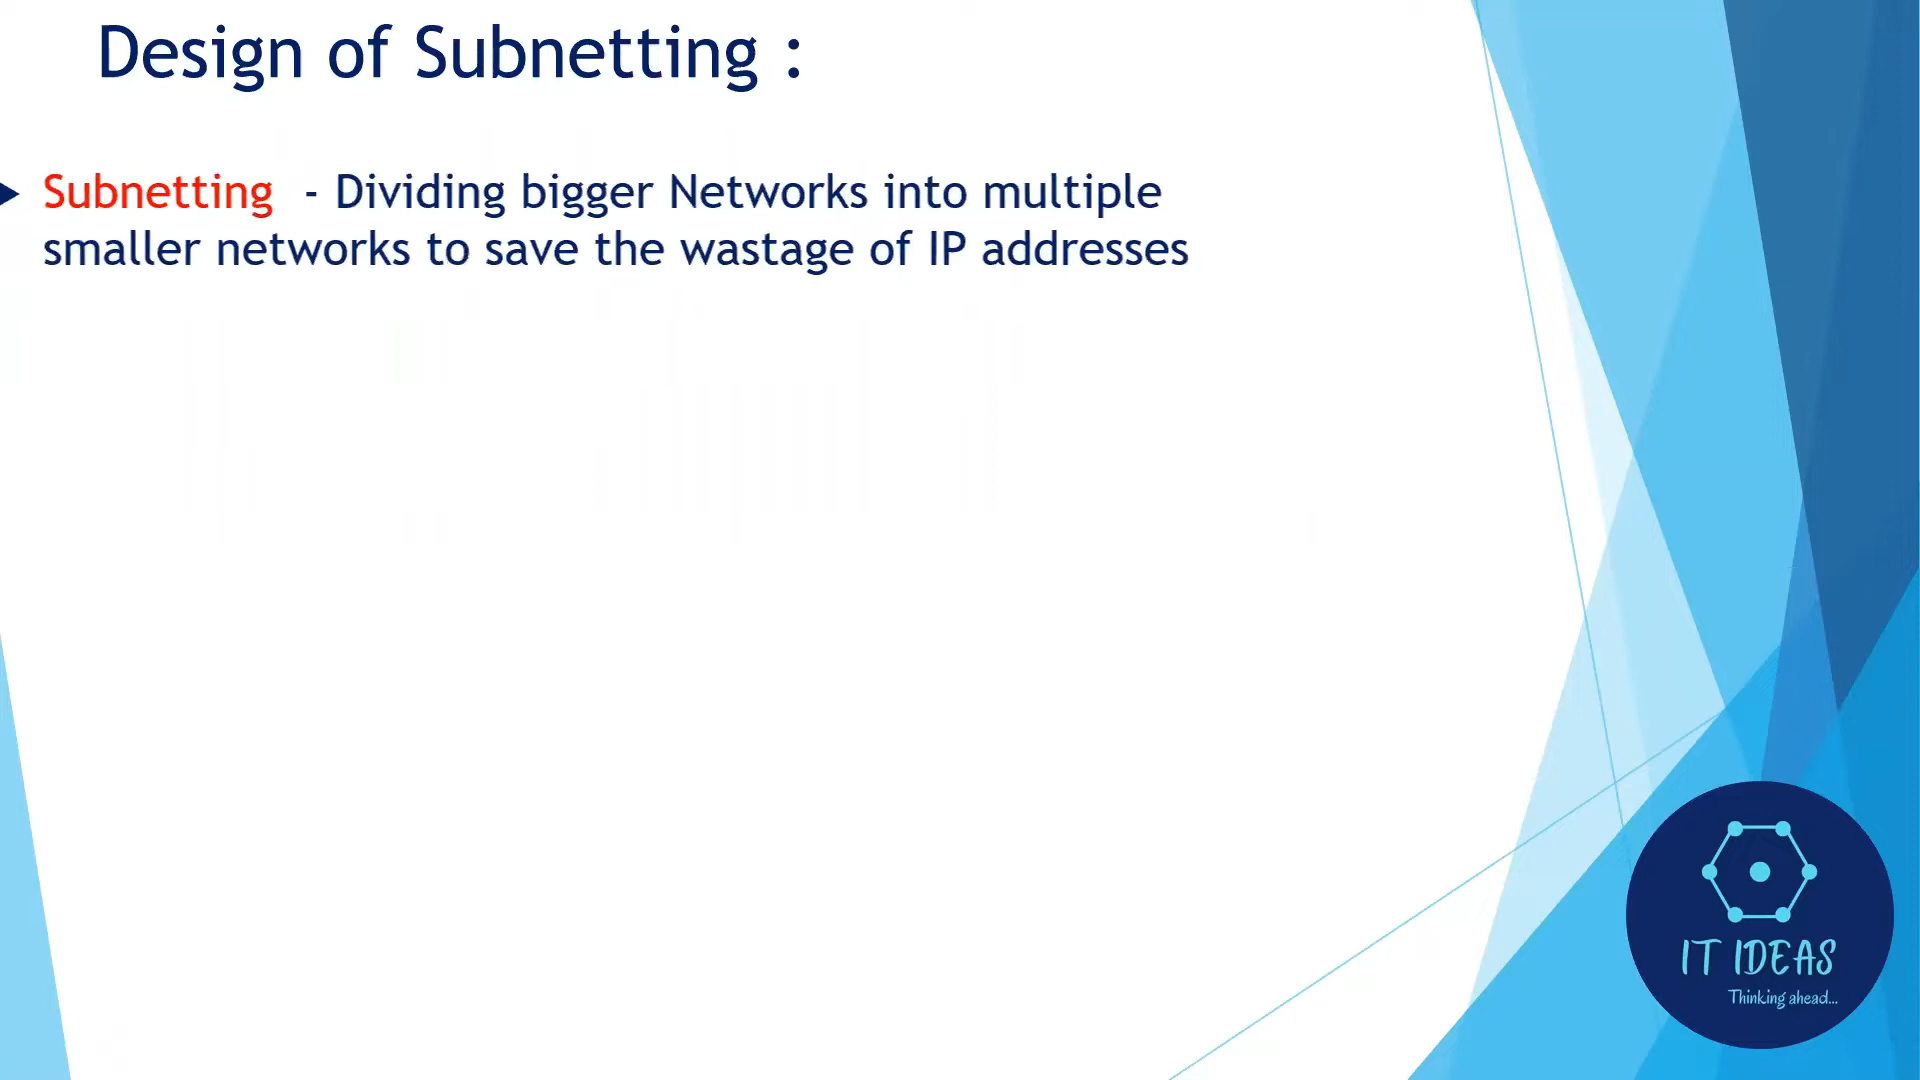 Design of Subnetting :
Subnetting - Dividing bigger Networks into multiple
smaller networks to save the wastage of IP addresses
IT IDEAS
Thinking ahead...